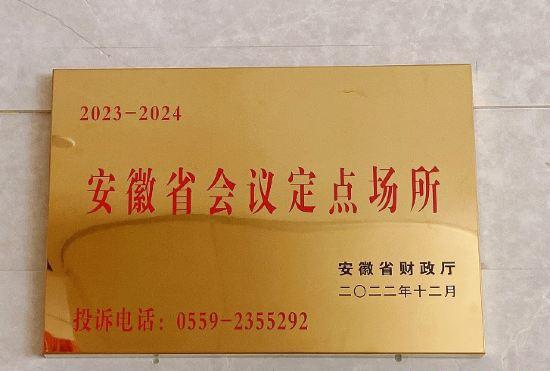 2023-2024
安徽省会议定点场所
安徽省财政厅
二〇二二年十二月
投诉电话：0559-2355292